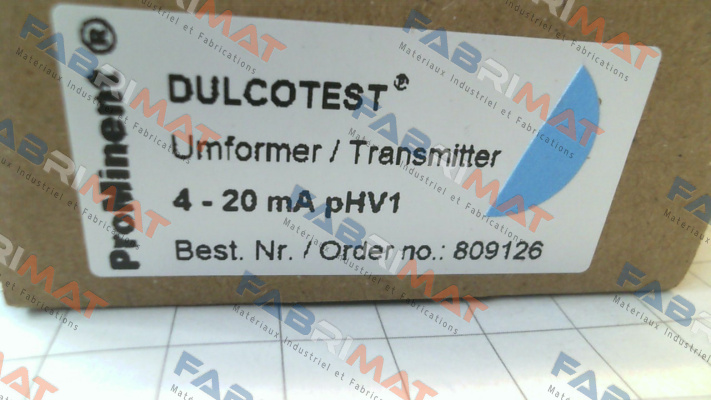 ProMinent®
DULCOTEST®
Umformer / Transmitter
4 - 20 mA pHV1
Best. Nr. / Order no.: 809126
FABRIMAT
Materiaux Industriel et Fabrications